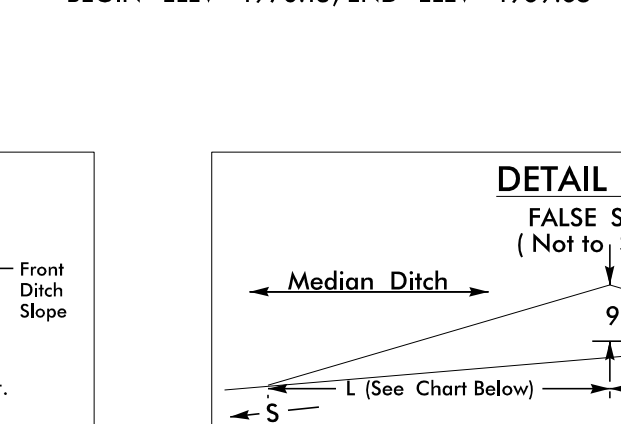 Front
Ditch
Slope
DETAIL
FALSE S
( Not to
Median Ditch
9
L (See Chart Below)
S